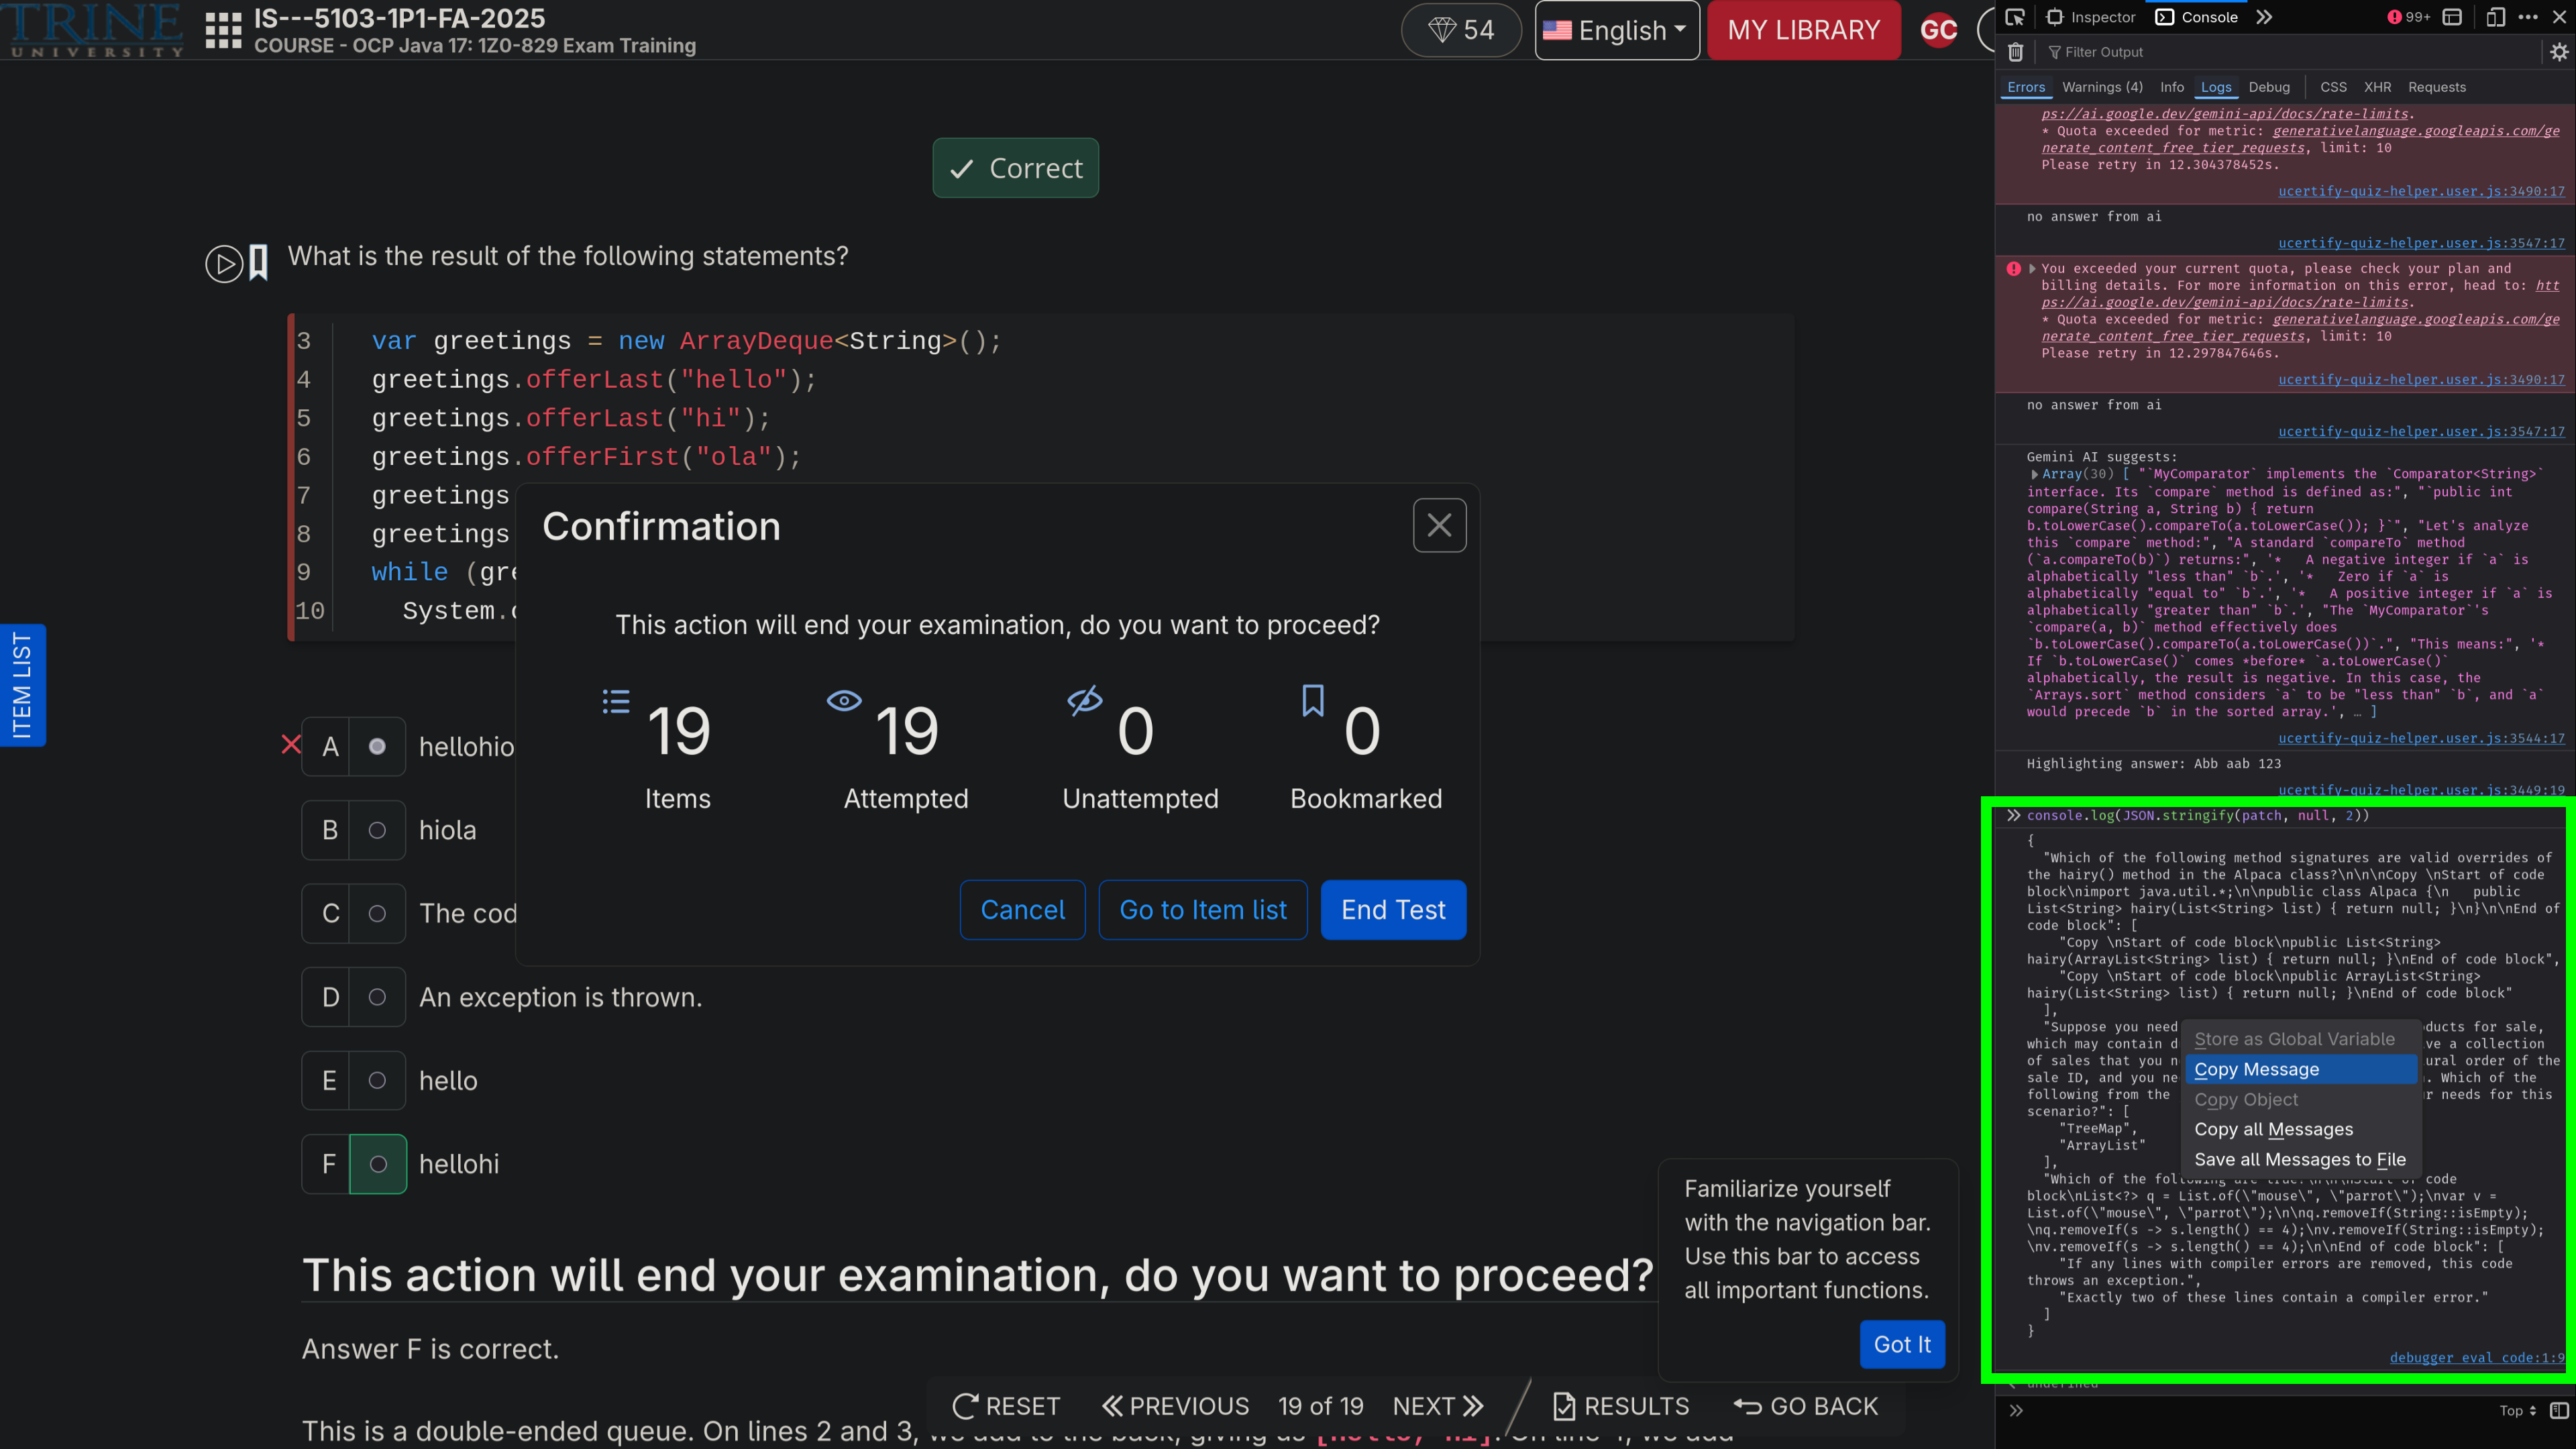 TRINE
UNIVERSITY
IS---5103-1P1-FA-2025
COURSE - OCP Java 17: 1Z0-829 Exam Training
54
English
MY LIBRARY
GC
Correct
What is the result of the following statements?
3 var greetings = new ArrayDeque<String>();
4 greetings.offerLast("hello");
5 greetings.offerLast("hi");
6 greetings.offerFirst("ola");
7 greetings
8 greetings
9 while (gre
10 System.o
ITEM LIST
Confirmation
This action will end your examination, do you want to proceed?
19
19
0
0
Items
Attempted
Unattempted
Bookmarked
Cancel
Go to Item list
End Test
A hellohio
B hiola
C The cod
D An exception is thrown.
E hello
F hellohi
This action will end your examination, do you want to proceed?
Answer F is correct.
This is a double-ended queue. On lines 2 and 3,
Familiarize yourself
with the navigation bar.
Use this bar to access
all important functions.
Got It
RESET
PREVIOUS
19 of 19
NEXT
RESULTS
GO BACK
Inspector
Console
99+
Filter Output
Errors
Warnings (4)
Info
Logs
Debug
CSS
XHR
Requests
ps://ai.google.dev/gemini-api/docs/rate-limits.
* Quota exceeded for metric: generativelanguage.googleapis.com/ge
nerate_content_free_tier_requests, limit: 10
Please retry in 12.304378452s.
ucertify-quiz-helper.user.js:3490:17
no answer from ai
ucertify-quiz-helper.user.js:3547:17
You exceeded your current quota, please check your plan and
billing details. For more information on this error, head to: htt
ps://ai.google.dev/gemini-api/docs/rate-limits.
* Quota exceeded for metric: generativelanguage.googleapis.com/ge
nerate_content_free_tier_requests, limit: 10
Please retry in 12.297847646s.
ucertify-quiz-helper.user.js:3490:17
no answer from ai
ucertify-quiz-helper.user.js:3547:17
Gemini AI suggests:
Array(30) [ "`MyComparator` implements the `Comparator<String>`
interface. Its `compare` method is defined as:", "`public int
compare(String a, String b) { return
b.toLowerCase().compareTo(a.toLowerCase()); }`", "Let's analyze
this `compare` method:", "A standard `compareTo` method
(`a.compareTo(b)`) returns:", '* A negative integer if `a` is
alphabetically "less than" `b`.', '* Zero if `a` is
alphabetically "equal to" `b`.', '* A positive integer if `a` is
alphabetically "greater than" `b`.', "The `MyComparator`'s
`compare(a, b)` method effectively does
`b.toLowerCase().compareTo(a.toLowerCase())`.", "This means:", '*
If `b.toLowerCase()` comes *before* `a.toLowerCase()`
alphabetically, the result is negative. In this case, the
`Arrays.sort` method considers `a` to be "less than" `b`, and `a`
would precede `b` in the sorted array.', … ]
ucertify-quiz-helper.user.js:3544:17
Highlighting answer: Abb aab 123
ucertify-quiz-helper.user.js:3449:19
console.log(JSON.stringify(patch, null, 2))
{
"Which of the following method signatures are valid overrides of
the hairy() method in the Alpaca class?\n\n\nCopy \nStart of code
block\nimport java.util.*;\n\npublic class Alpaca {\n public
List<String> hairy(List<String> list) { return null; }\n}\n\nEnd of
code block": [
"Copy \nStart of code block\npublic List<String>
hairy(ArrayList<String> list) { return null; }\nEnd of code block",
"Copy \nStart of code block\npublic ArrayList<String>
hairy(List<String> list) { return null; }\nEnd of code block"
],
"Suppose you need ducts for sale,
which may contain d ve a collection
of sales that you n ural order of the
sale ID, and you ne . Which of the
following from the r needs for this
scenario?": [
"TreeMap",
"ArrayList"
],
"Which of the following are true?\n\n\nStart of code
block\nList<?> q = List.of(\"mouse\", \"parrot\");\nvar v =
List.of(\"mouse\", \"parrot\");\n\nq.removeIf(String::isEmpty);
\nq.removeIf(s -> s.length() == 4);\nv.removeIf(String::isEmpty);
\nv.removeIf(s -> s.length() == 4);\n\nEnd of code block": [
"If any lines with compiler errors are removed, this code
throws an exception.",
"Exactly two of these lines contain a compiler error."
]
}
debugger eval code:1:9
undefined
Store as Global Variable
Copy Message
Copy Object
Copy all Messages
Save all Messages to File
Top